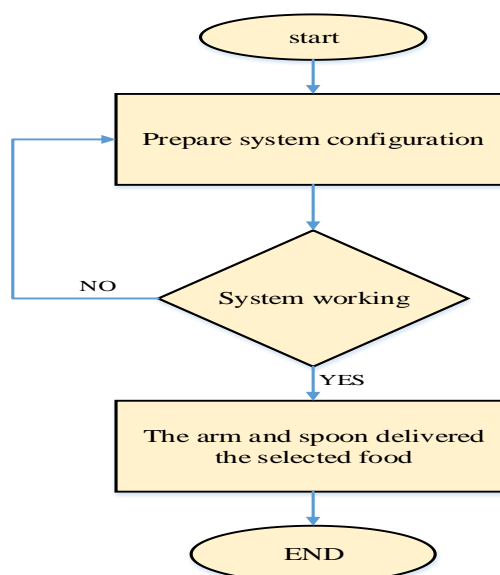 start
Prepare system configuration
System working
NO
YES
The arm and spoon delivered
the selected food
END